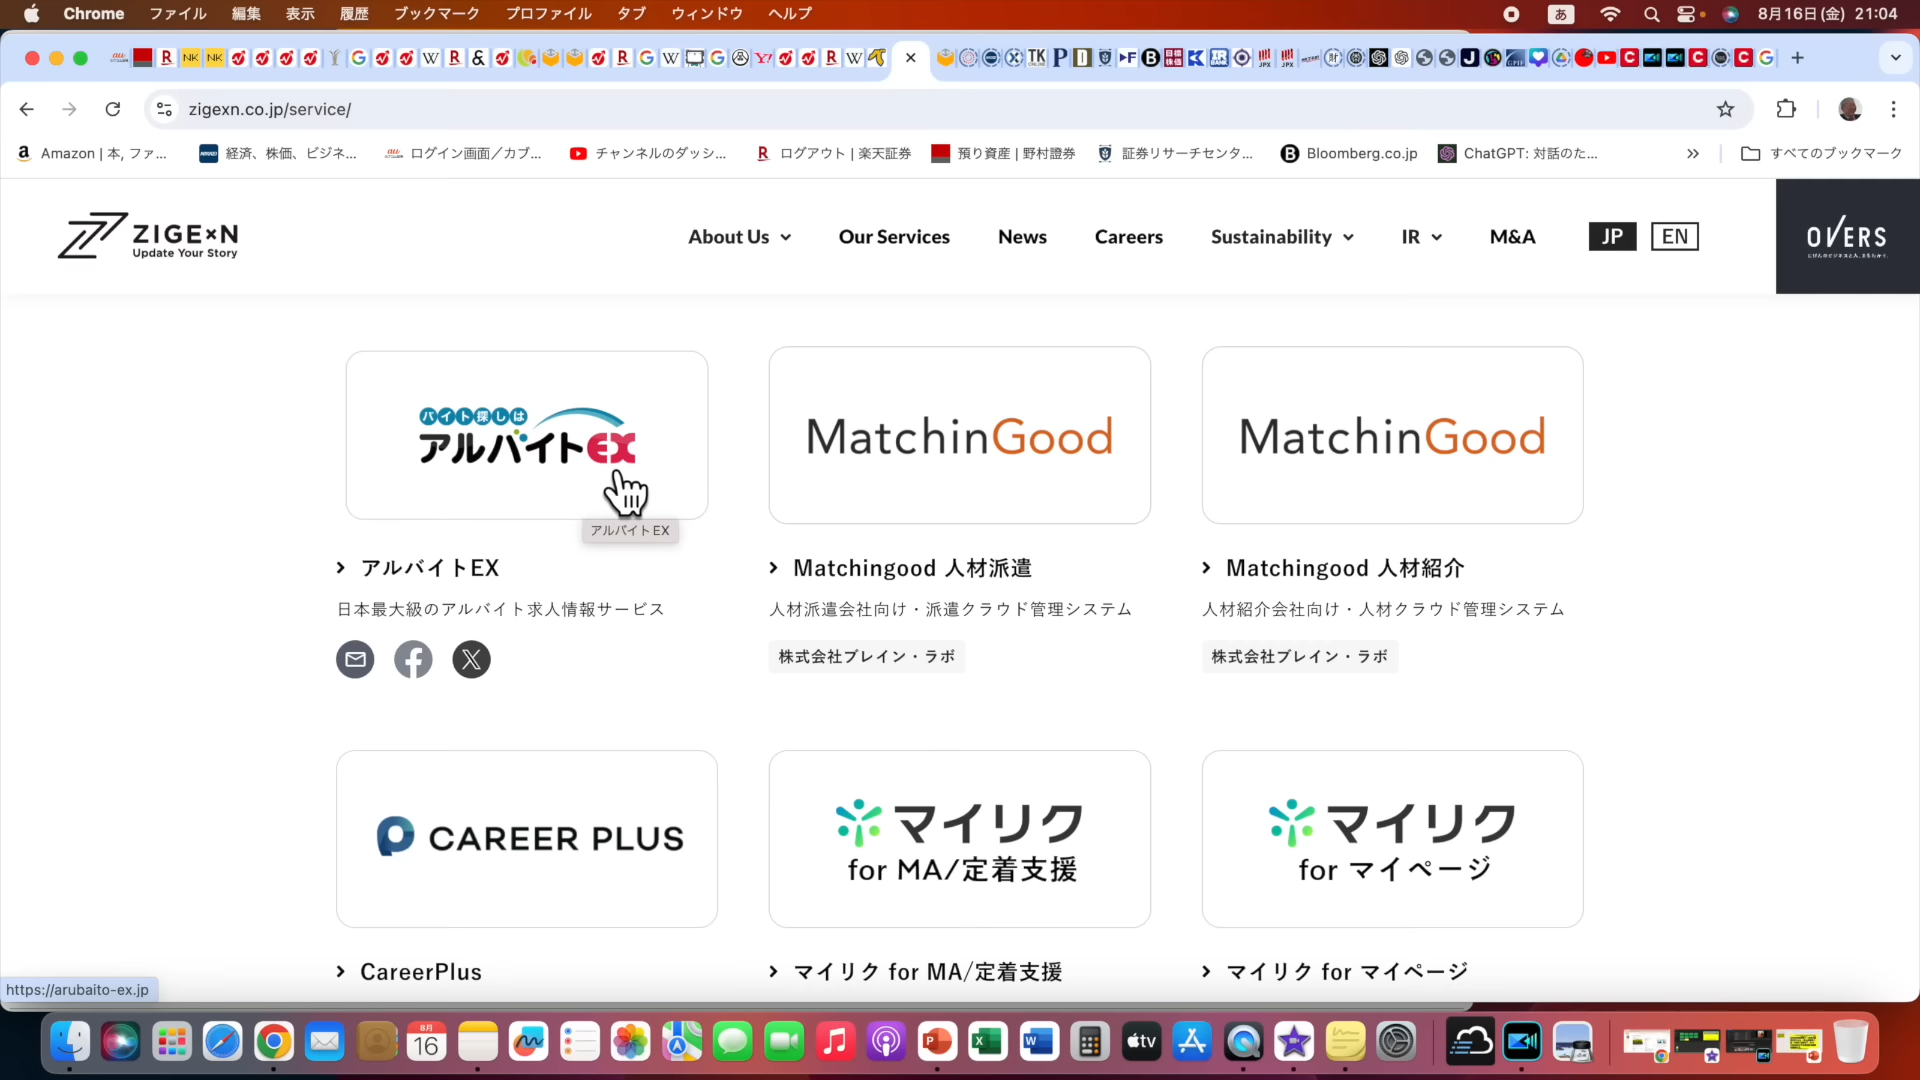 Chrome ファイル 編集 表示 履歴 ブックマーク プロファイル タブ ウィンドウ ヘルプ あ 8月16日(金) 21:04
zigexn.co.jp/service/
Amazon | 本, ファ... 経済、株価、ビジネ... ログイン画面／カブ... チャンネルのダッシ... ログアウト | 楽天証券 預り資産 | 野村證券 証券リサーチセンタ... Bloomberg.co.jp ChatGPT: 対話のた... すべてのブックマーク
ZIGExN
Update Your Story
About Us Our Services News Careers Sustainability IR M&A JP EN
OVERS
バイト探しは
アルバイトEX
MatchinGood
MatchinGood
アルバイトEX
アルバイトEX
日本最大級のアルバイト求人情報サービス
Matchingood 人材派遣
人材派遣会社向け・派遣クラウド管理システム
株式会社ブレイン・ラボ
Matchingood 人材紹介
人材紹介会社向け・人材クラウド管理システム
株式会社ブレイン・ラボ
CAREER PLUS
マイリク
for MA/定着支援
マイリク
for マイページ
CareerPlus
マイリク for MA/定着支援
マイリク for マイページ
https://arubaito-ex.jp
8月
16
tv